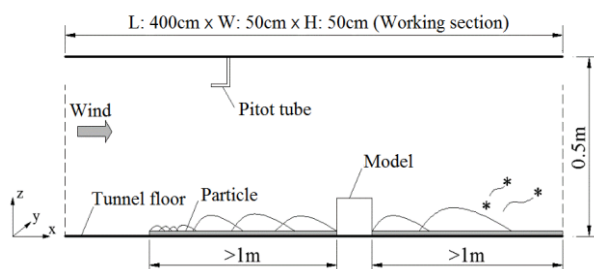 L: 400cm x W: 50cm x H: 50cm (Working section)
Pitot tube
Wind
Model
0.5m
z
y
x
Tunnel floor
Particle
>1m
>1m